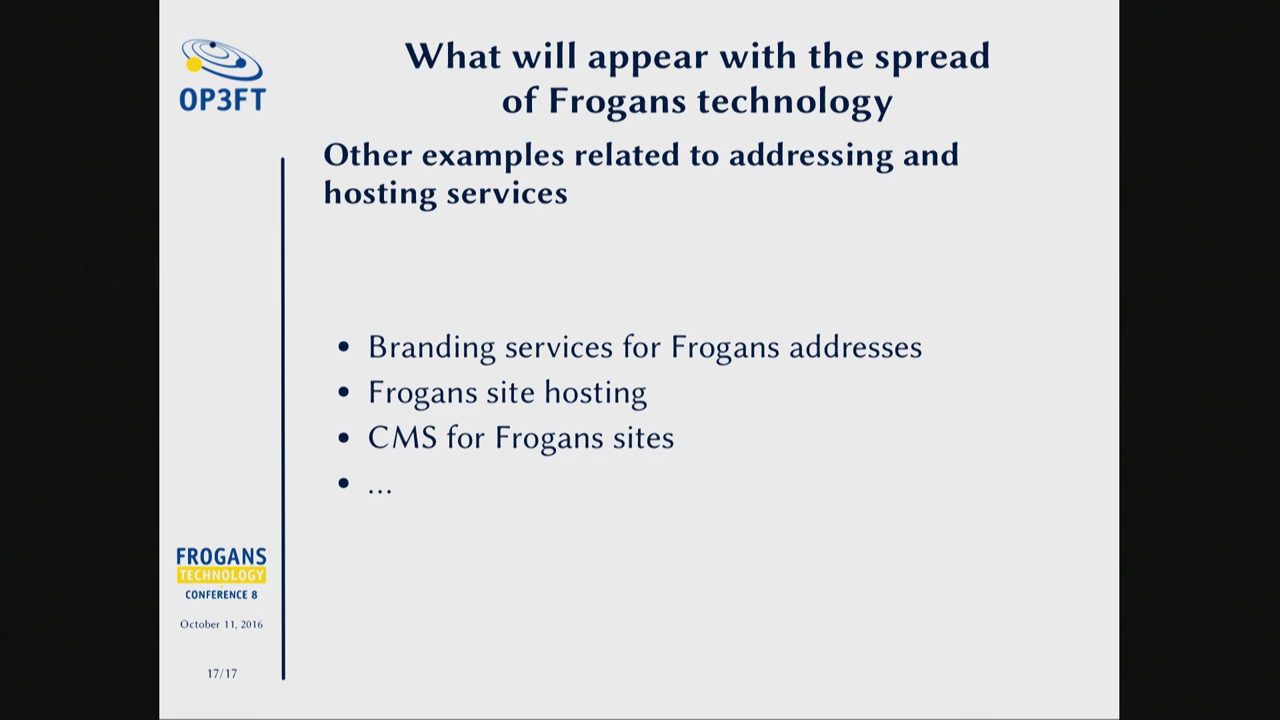 OP3FT
What will appear with the spread
of Frogans technology
Other examples related to addressing and
hosting services
• Branding services for Frogans addresses
• Frogans site hosting
• CMS for Frogans sites
• ...
FROGANS
TECHNOLOGY
CONFERENCE 8
October 11, 2016
17/17